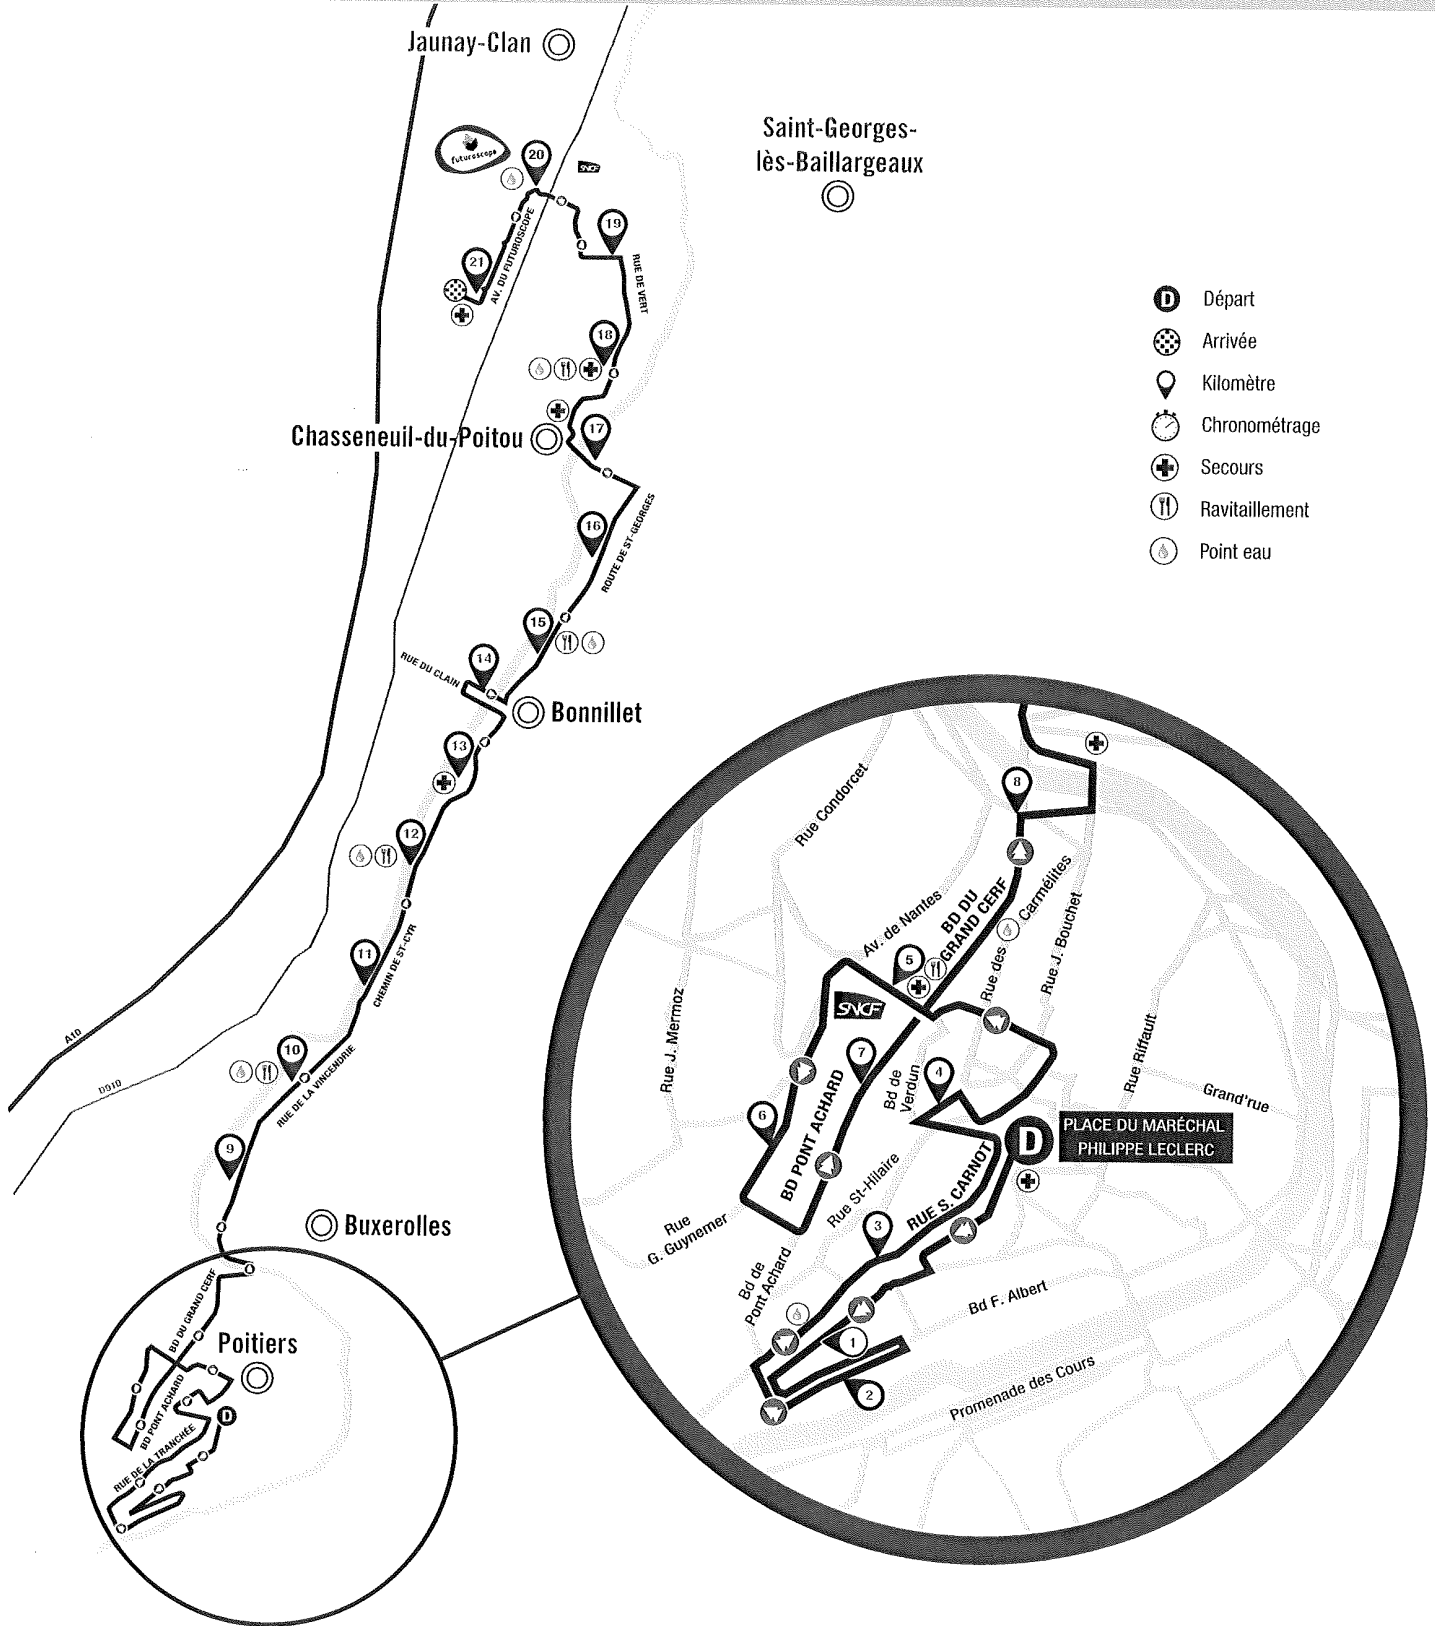 Jaunay-Clan
Saint-Georges-
lès-Baillargeaux
futuroscope
20
SNCF
19
21
AV. DU FUTUROSCOPE
RUE DE VERT
18
Chasseneuil-du-Poitou
17
16
ROUTE DE ST-GEORGES
15
14
RUE DU CLAIN
Bonnillet
13
12
11
CHEMIN DE ST-CYR
A10
D910
10
RUE DE LA VINCENDRIE
9
Buxerolles
BD DU GRAND CERF
Poitiers
BD PONT ACHARD
D
RUE DE LA TRANCHÉE
D Départ
Arrivée
Kilomètre
Chronométrage
Secours
Ravitaillement
Point eau
8
Rue Condorcet
Av. de Nantes
BD DU
GRAND CERF
Rue des Carmélites
Rue J. Bouchet
5
SNCF
Rue J. Mermoz
7
4
Bd de
Verdun
Rue Riffault
Grand'rue
6
BD PONT ACHARD
D
PLACE DU MARÉCHAL
PHILIPPE LECLERC
Rue
G. Guynemer
Rue St-Hilaire
RUE S. CARNOT
3
Bd de
Pont Achard
Bd F. Albert
1
2
Promenade des Cours